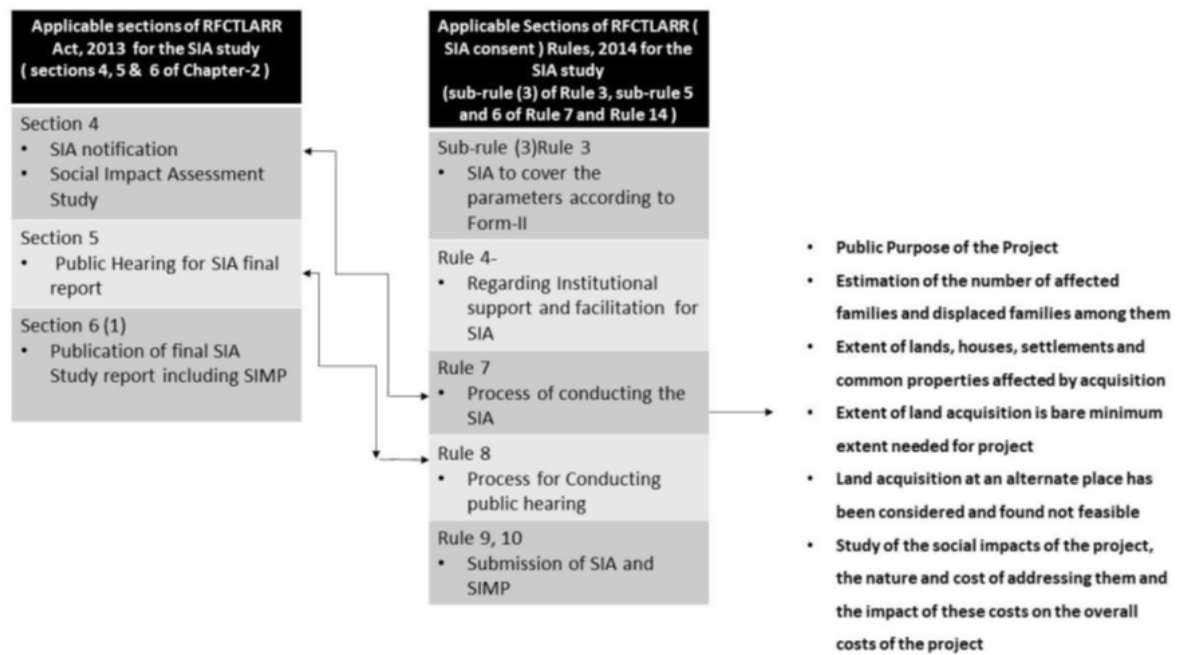 Applicable sections of RFCTLARR
Act, 2013 for the SIA study
( sections 4, 5 & 6 of Chapter-2 )
Section 4
• SIA notification
• Social Impact Assessment
Study
Section 5
• Public Hearing for SIA final
report
Section 6 (1)
• Publication of final SIA
Study report including SIMP
Applicable Sections of RFCTLARR (
SIA consent ) Rules, 2014 for the
SIA study
(sub-rule (3) of Rule 3, sub-rule 5
and 6 of Rule 7 and Rule 14 )
Sub-rule (3)Rule 3
• SIA to cover the
parameters according to
Form-II
Rule 4-
• Regarding Institutional
support and facilitation for
SIA
Rule 7
• Process of conducting the
SIA
Rule 8
• Process for Conducting
public hearing
Rule 9, 10
• Submission of SIA and
SIMP
• Public Purpose of the Project
• Estimation of the number of affected
families and displaced families among them
• Extent of lands, houses, settlements and
common properties affected by acquisition
• Extent of land acquisition is bare minimum
extent needed for project
• Land acquisition at an alternate place has
been considered and found not feasible
• Study of the social impacts of the project,
the nature and cost of addressing them and
the impact of these costs on the overall
costs of the project